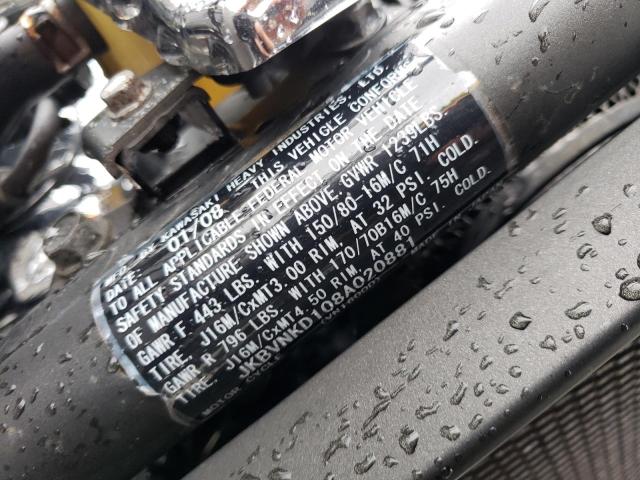 KAWASAKI HEAVY INDUSTRIES, LTD
DATE: 01/08 THIS VEHICLE CONFORMS
TO ALL APPLICABLE FEDERAL MOTOR VEHICLE
SAFETY STANDARDS IN EFFECT ON THE DATE
OF MANUFACTURE SHOWN ABOVE. GVWR 1239LBS.
GAWR F 443 LBS. WITH 150/80-16M/C 71H
TIRE. J16M/CxMT3.00 RIM. AT 32 PSI. COLD.
GAWR R 796 LBS. WITH 170/70B16M/C 75H
TIRE. J16M/CxMT4.50 RIM. AT 40 PSI. COLD.
JKBVNKD108A020881
MOTOR CYCLE